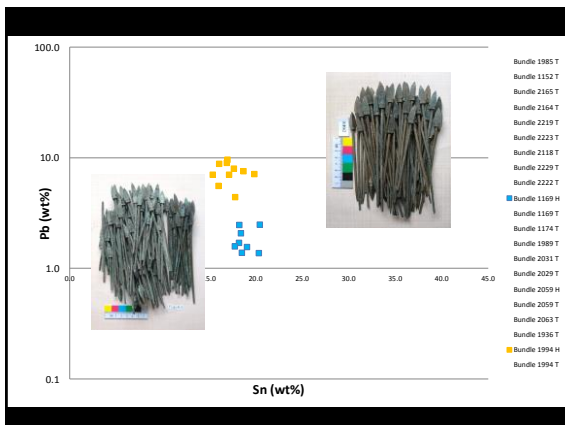 100.0
10.0
1.0
0.1
Pb (wt%)
0.0
15.0
20.0
25.0
30.0
35.0
40.0
45.0
Sn (wt%)
Bundle 1985 T
Bundle 1152 T
Bundle 2165 T
Bundle 2164 T
Bundle 2219 T
Bundle 2223 T
Bundle 2118 T
Bundle 2229 T
Bundle 2222 T
Bundle 1169 H
Bundle 1169 T
Bundle 1174 T
Bundle 1989 T
Bundle 2031 T
Bundle 2029 T
Bundle 2059 H
Bundle 2059 T
Bundle 2063 T
Bundle 1936 T
Bundle 1994 H
Bundle 1994 T